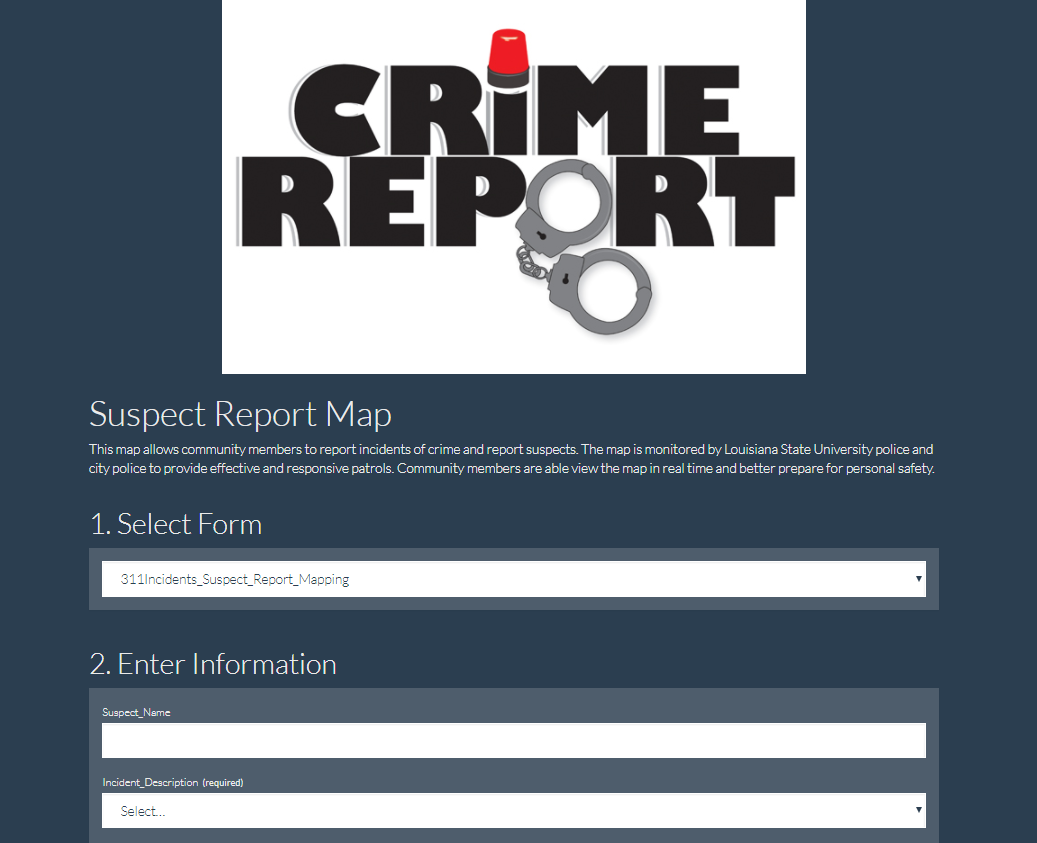 CRiME
REPORT
Suspect Report Map
This map allows community members to report incidents of crime and report suspects. The map is monitored by Louisiana State University police and
city police to provide effective and responsive patrols. Community members are able view the map in real time and better prepare for personal safety.
1. Select Form
311Incidents_Suspect_Report_Mapping
2. Enter Information
Suspect_Name
Incident_Description (required)
Select...